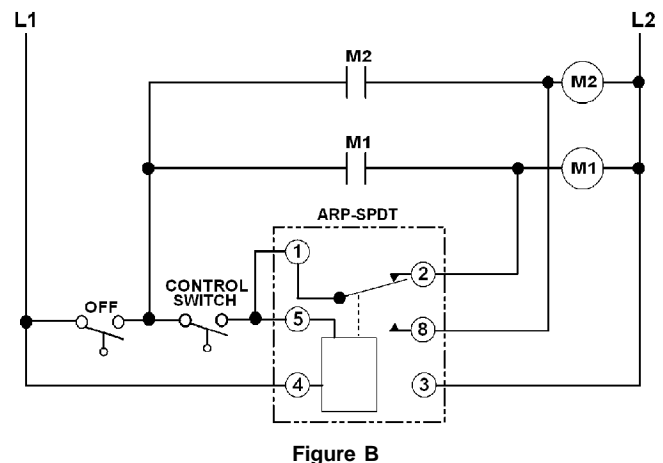 L1 L2
M2
M2
M1
M1
ARP-SPDT
1
2
CONTROL
SWITCH
OFF
5
8
4
3
Figure B